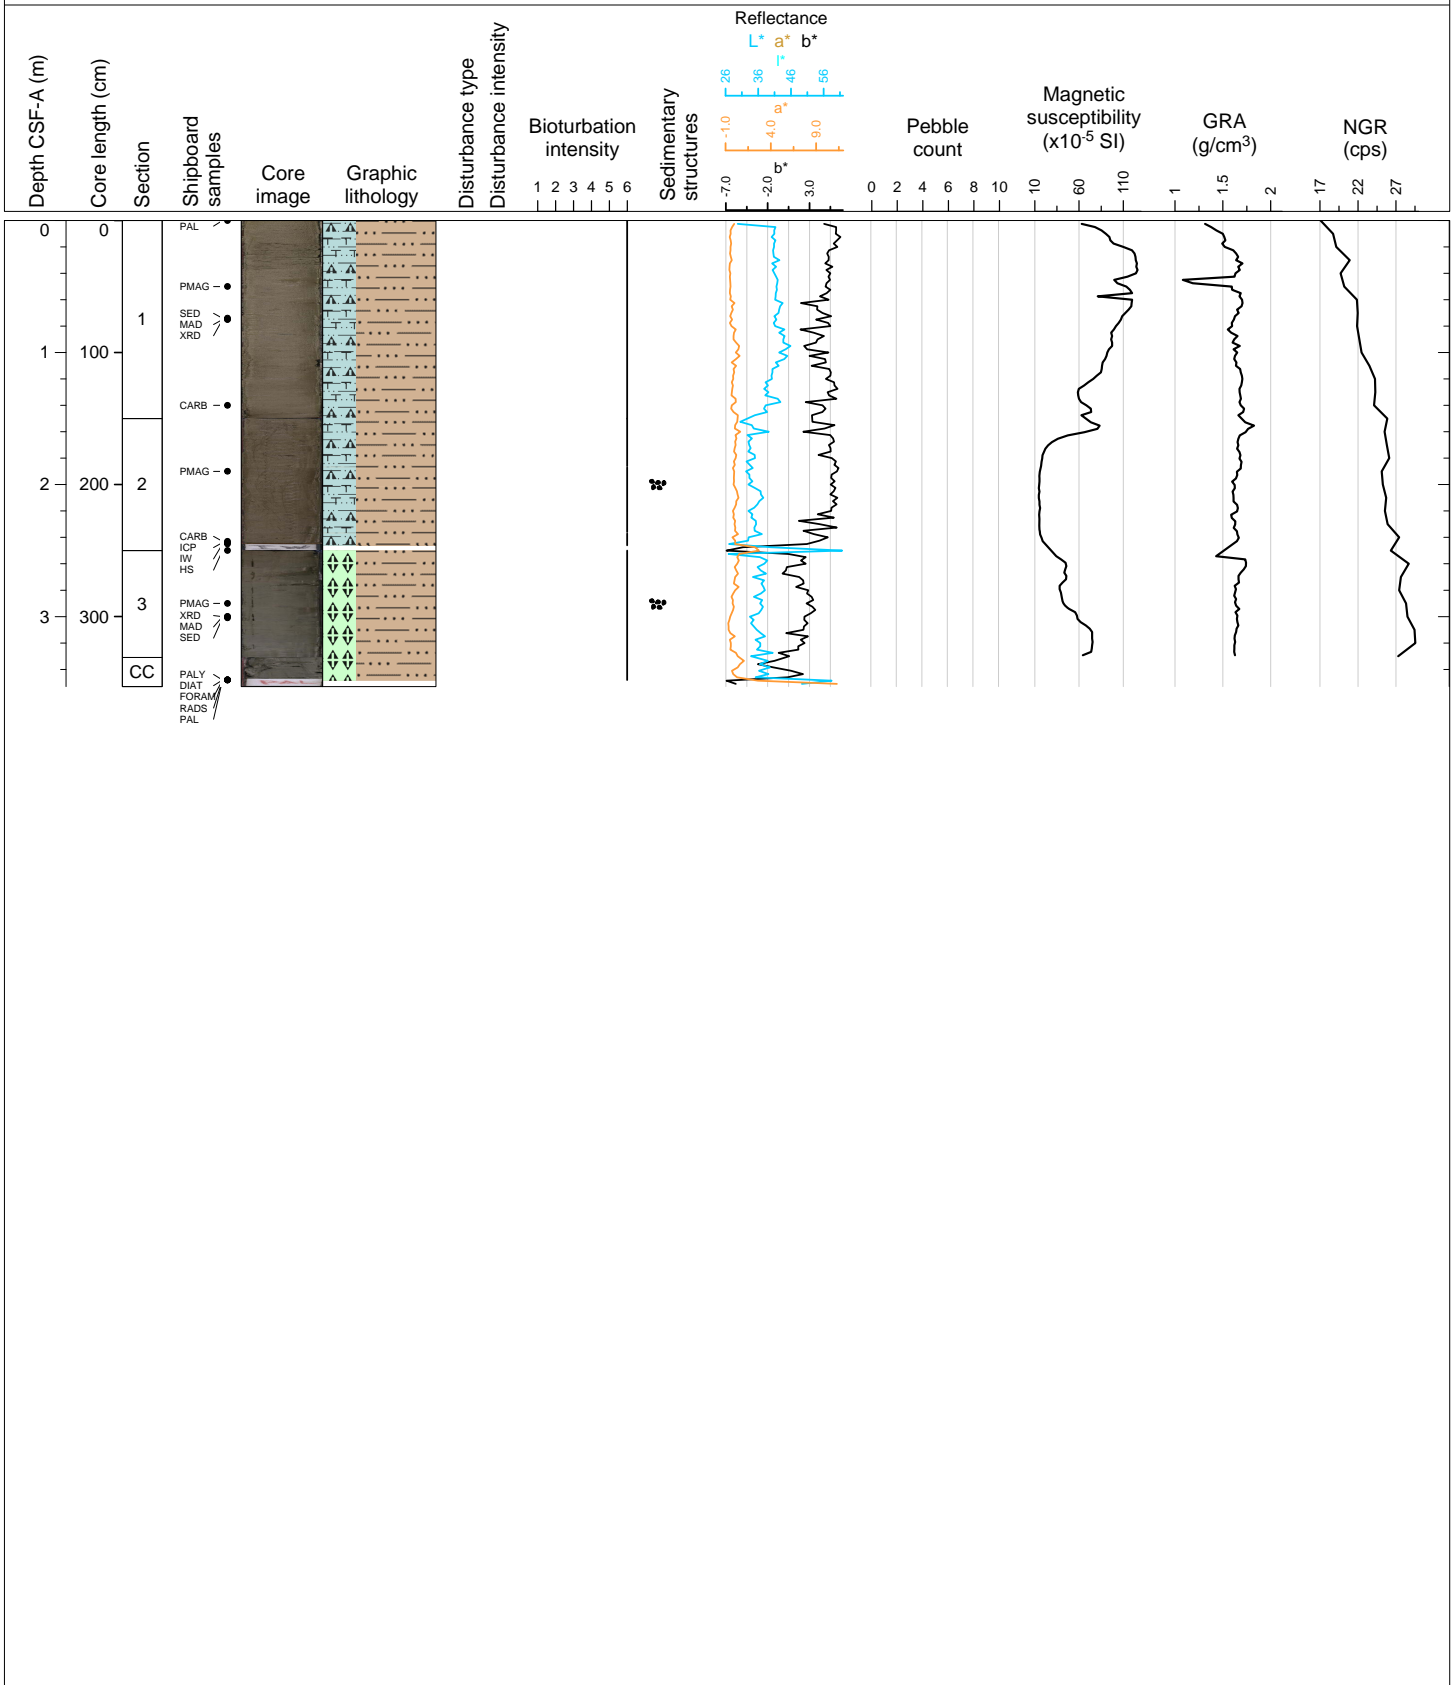 Depth CSF-A (m)
Core length (cm)
Section
Shipboard
samples
Core
image
Graphic
lithology
Disturbance type
Disturbance intensity
Bioturbation
intensity
1 2 3 4 5 6
Sedimentary
structures
Reflectance
L* a* b*
l*
26 36 46 56
a*
-1.0 4.0 9.0
b*
-7.0 -2.0 3.0
Pebble
count
0 2 4 6 8 10
Magnetic
susceptibility
(x10-5 SI)
10 60 110
GRA
(g/cm3)
1 1.5 2
NGR
(cps)
17 22 27
0 0
PAL
PMAG
1
SED
MAD
XRD
1 100
CARB
PMAG
2 200 2
CARB
ICP
IW
HS
PMAG
3
XRD
3 300
MAD
SED
CC
PALY
DIAT
PAL
FORAM
RADS
PAL